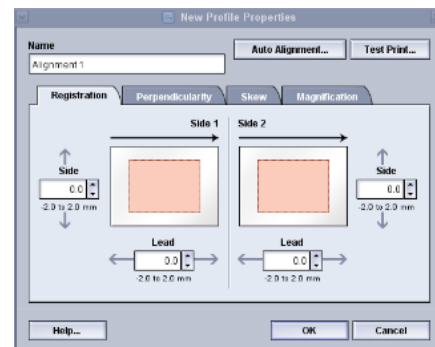 New Profile Properties
Name
Auto Alignment...
Test Print...
Alignment 1
Registration
Perpendicularity
Skew
Magnification
Side 1
Side 2
Side
0.0
-2.0 to 2.0 mm
Side
0.0
-2.0 to 2.0 mm
Lead
0.0
-2.0 to 2.0 mm
Lead
0.0
-2.0 to 2.0 mm
Help...
OK
Cancel